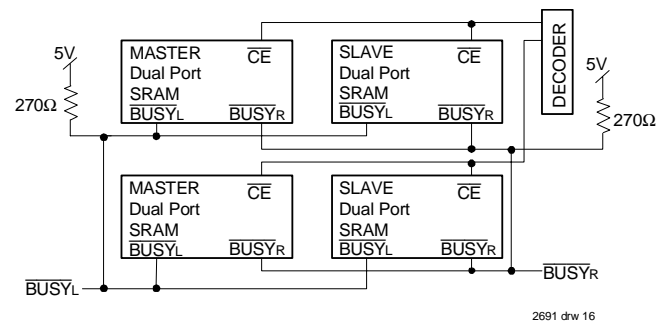 MASTER
Dual Port
SRAM
BUSYL BUSYR
CE
SLAVE
Dual Port
SRAM
BUSYL BUSYR
CE
DECODER
5V
270Ω
5V
270Ω
MASTER
Dual Port
SRAM
BUSYL BUSYR
CE
SLAVE
Dual Port
SRAM
BUSYL BUSYR
CE
BUSYL
BUSYR
2691 drw 16